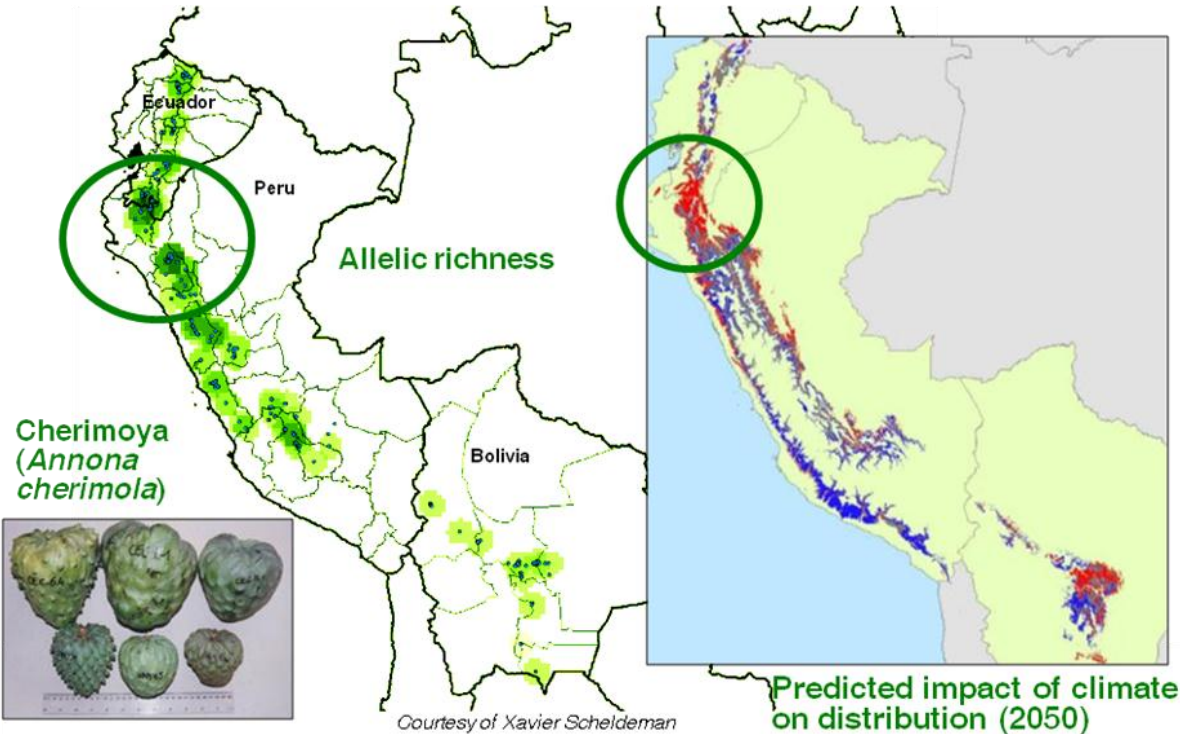 Ecuador
Peru
Allelic richness
Cherimoya
(Annona
cherimola)
Bolivia
Predicted impact of climate
on distribution (2050)
Courtesy of Xavier Scheldeman